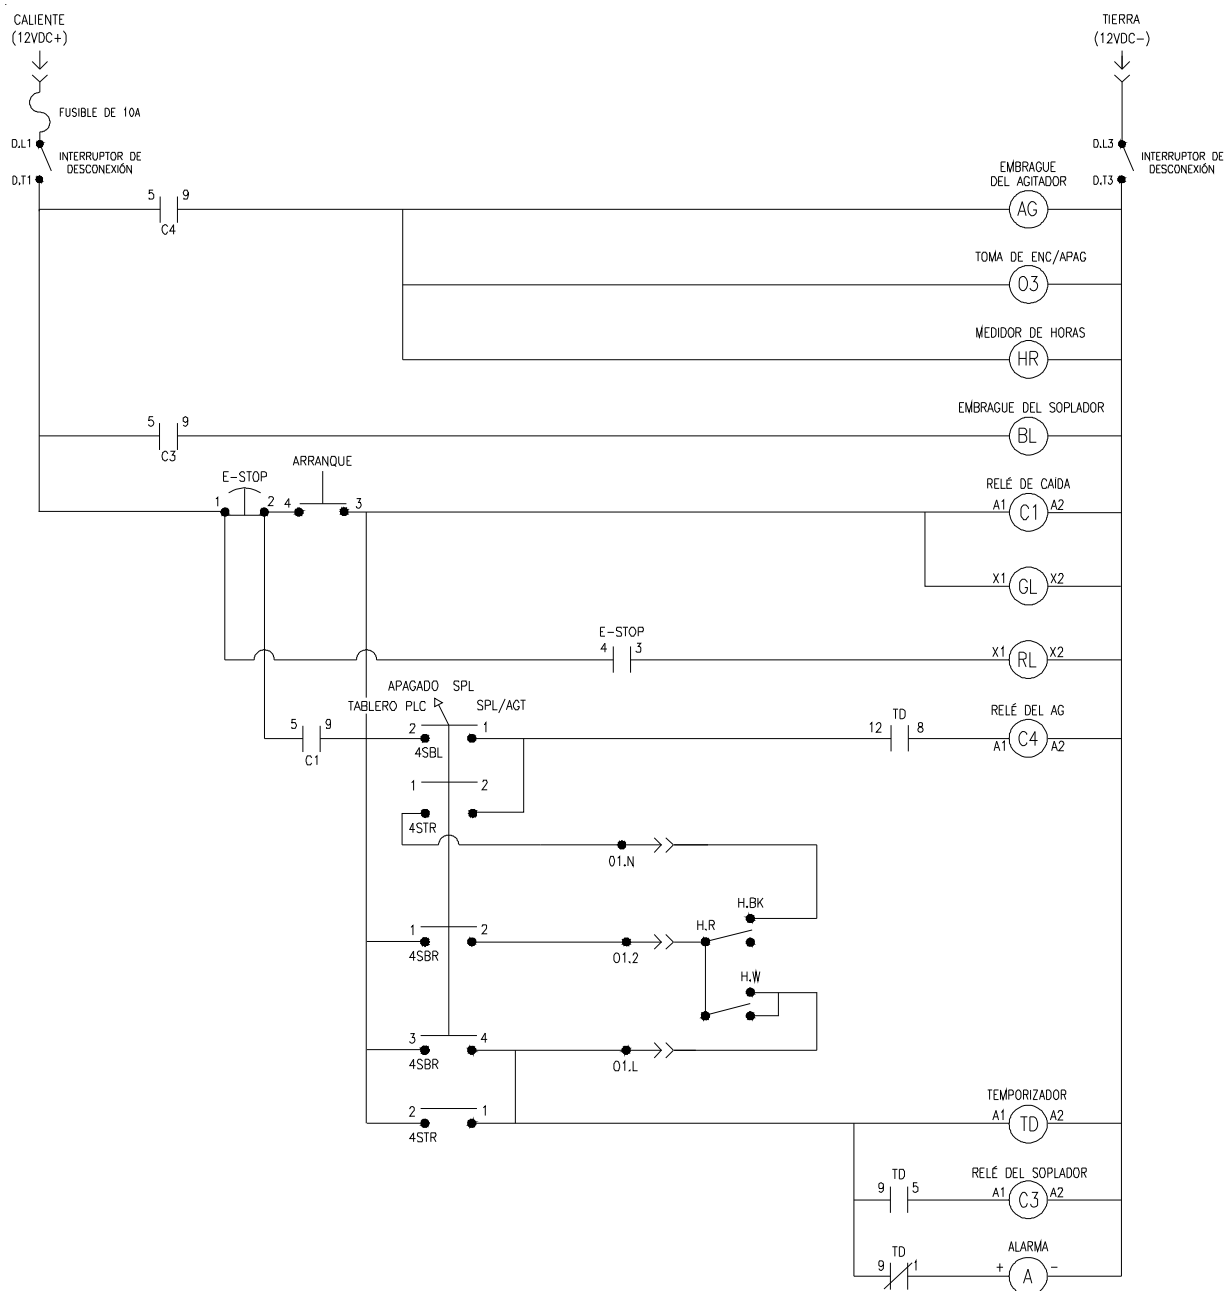 CALIENTE
(12VDC+)
TIERRA
(12VDC-)
FUSIBLE DE 10A
D.L1
INTERRUPTOR DE
DESCONEXIÓN
D.T1
D.L3
INTERRUPTOR DE
DESCONEXIÓN
D.T3
EMBRAGUE
DEL AGITADOR
5 9
C4
AG
TOMA DE ENC/APAG
O3
MEDIDOR DE HORAS
HR
EMBRAGUE DEL SOPLADOR
5 9
C3
BL
E-STOP
ARRANQUE
RELÉ DE CAÍDA
1 2 4 3
A1 C1 A2
X1 GL X2
E-STOP
4 3
X1 RL X2
APAGADO SPL
TABLERO PLC SPL/AGT
RELÉ DEL AG
5 9
C1
2 1
4SBL
TD
12 8
A1 C4 A2
1 2
4STR
01.N
H.BK
H.R
1 2
4SBR
01.2
H.W
3 4
4SBR
01.L
TEMPORIZADOR
2 1
4STR
A1 TD A2
TD
9 5
RELÉ DEL SOPLADOR
A1 C3 A2
TD
9 1
ALARMA
+ A -